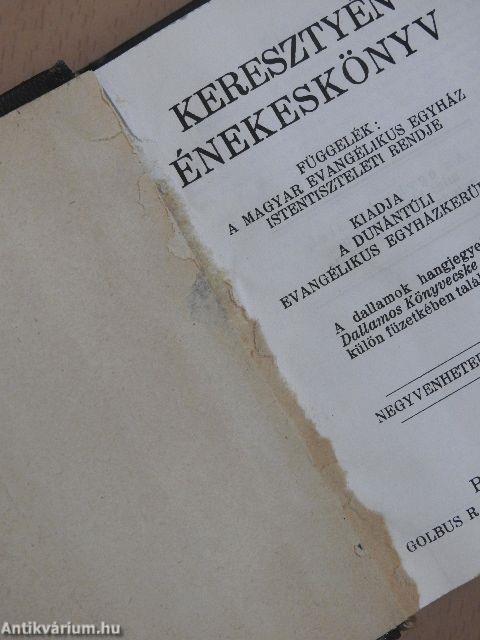 KERESZTYÉN
ÉNEKESKÖNYV
FÜGGELÉK:
A MAGYAR EVANGÉLIKUS EGYHÁZ
ISTENTISZTELETI RENDJE
KIADJA
A DUNÁNTÚLI
EVANGÉLIKUS EGYHÁZKERÜ
A dallamok hangjegye
Dallamos Könyvecske
külön füzetkében talál
NEGYVENHETED
GOLBUS R
Antikvárium.hu